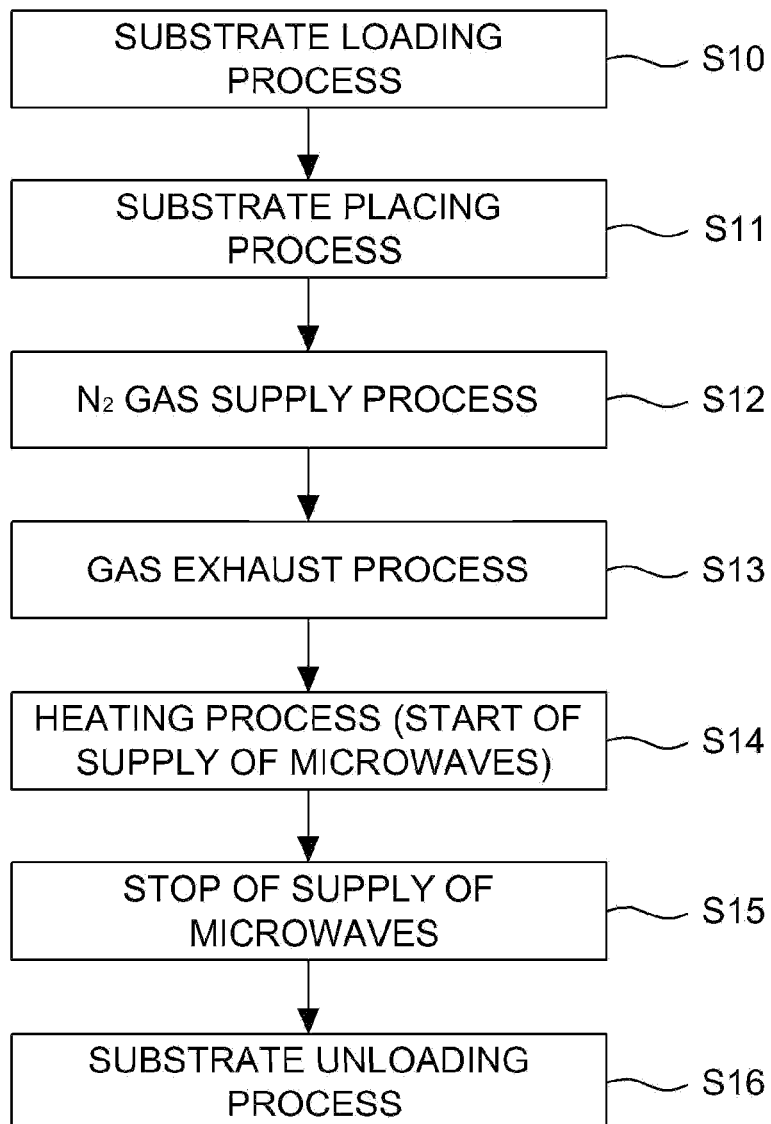 SUBSTRATE LOADING
PROCESS
S10
SUBSTRATE PLACING
PROCESS
S11
N₂ GAS SUPPLY PROCESS
S12
GAS EXHAUST PROCESS
S13
HEATING PROCESS (START OF
SUPPLY OF MICROWAVES)
S14
STOP OF SUPPLY OF
MICROWAVES
S15
SUBSTRATE UNLOADING
PROCESS
S16